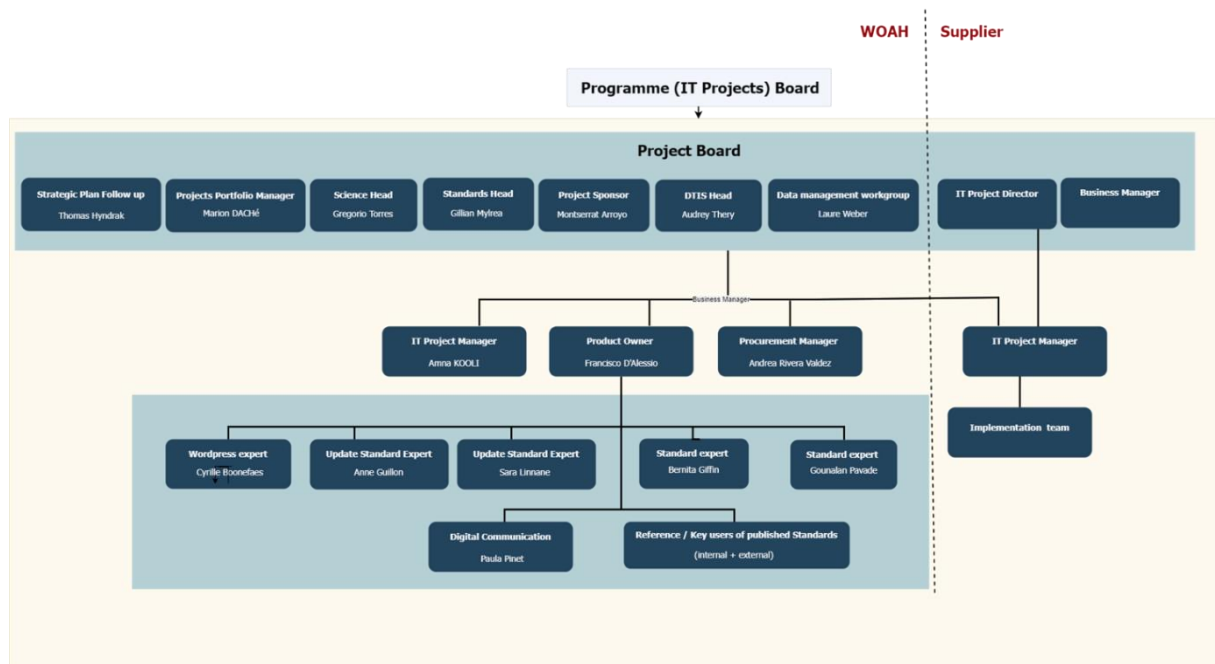 WOAH
Supplier
Programme (IT Projects) Board
Project Board
Strategic Plan Follow up
Thomas Hyndrak
Projects Portfolio Manager
Marion DACHé
Science Head
Gregorio Torres
Standards Head
Gillian Mylrea
Project Sponsor
Montserrat Arroyo
DTIS Head
Audrey Thery
Data management workgroup
Laure Weber
IT Project Director
Business Manager
Business Manager
IT Project Manager
Amna KOOLI
Product Owner
Francisco D'Alessio
Procurement Manager
Andrea Rivera Valdez
IT Project Manager
Implementation team
Wordpress expert
Cyrille Boonefaes
Update Standard Expert
Anne Guillon
Update Standard Expert
Sara Linnane
Standard expert
Bernita Giffin
Standard expert
Gounalan Pavade
Digital Communication
Paula Pinet
Reference / Key users of published Standards
(internal + external)